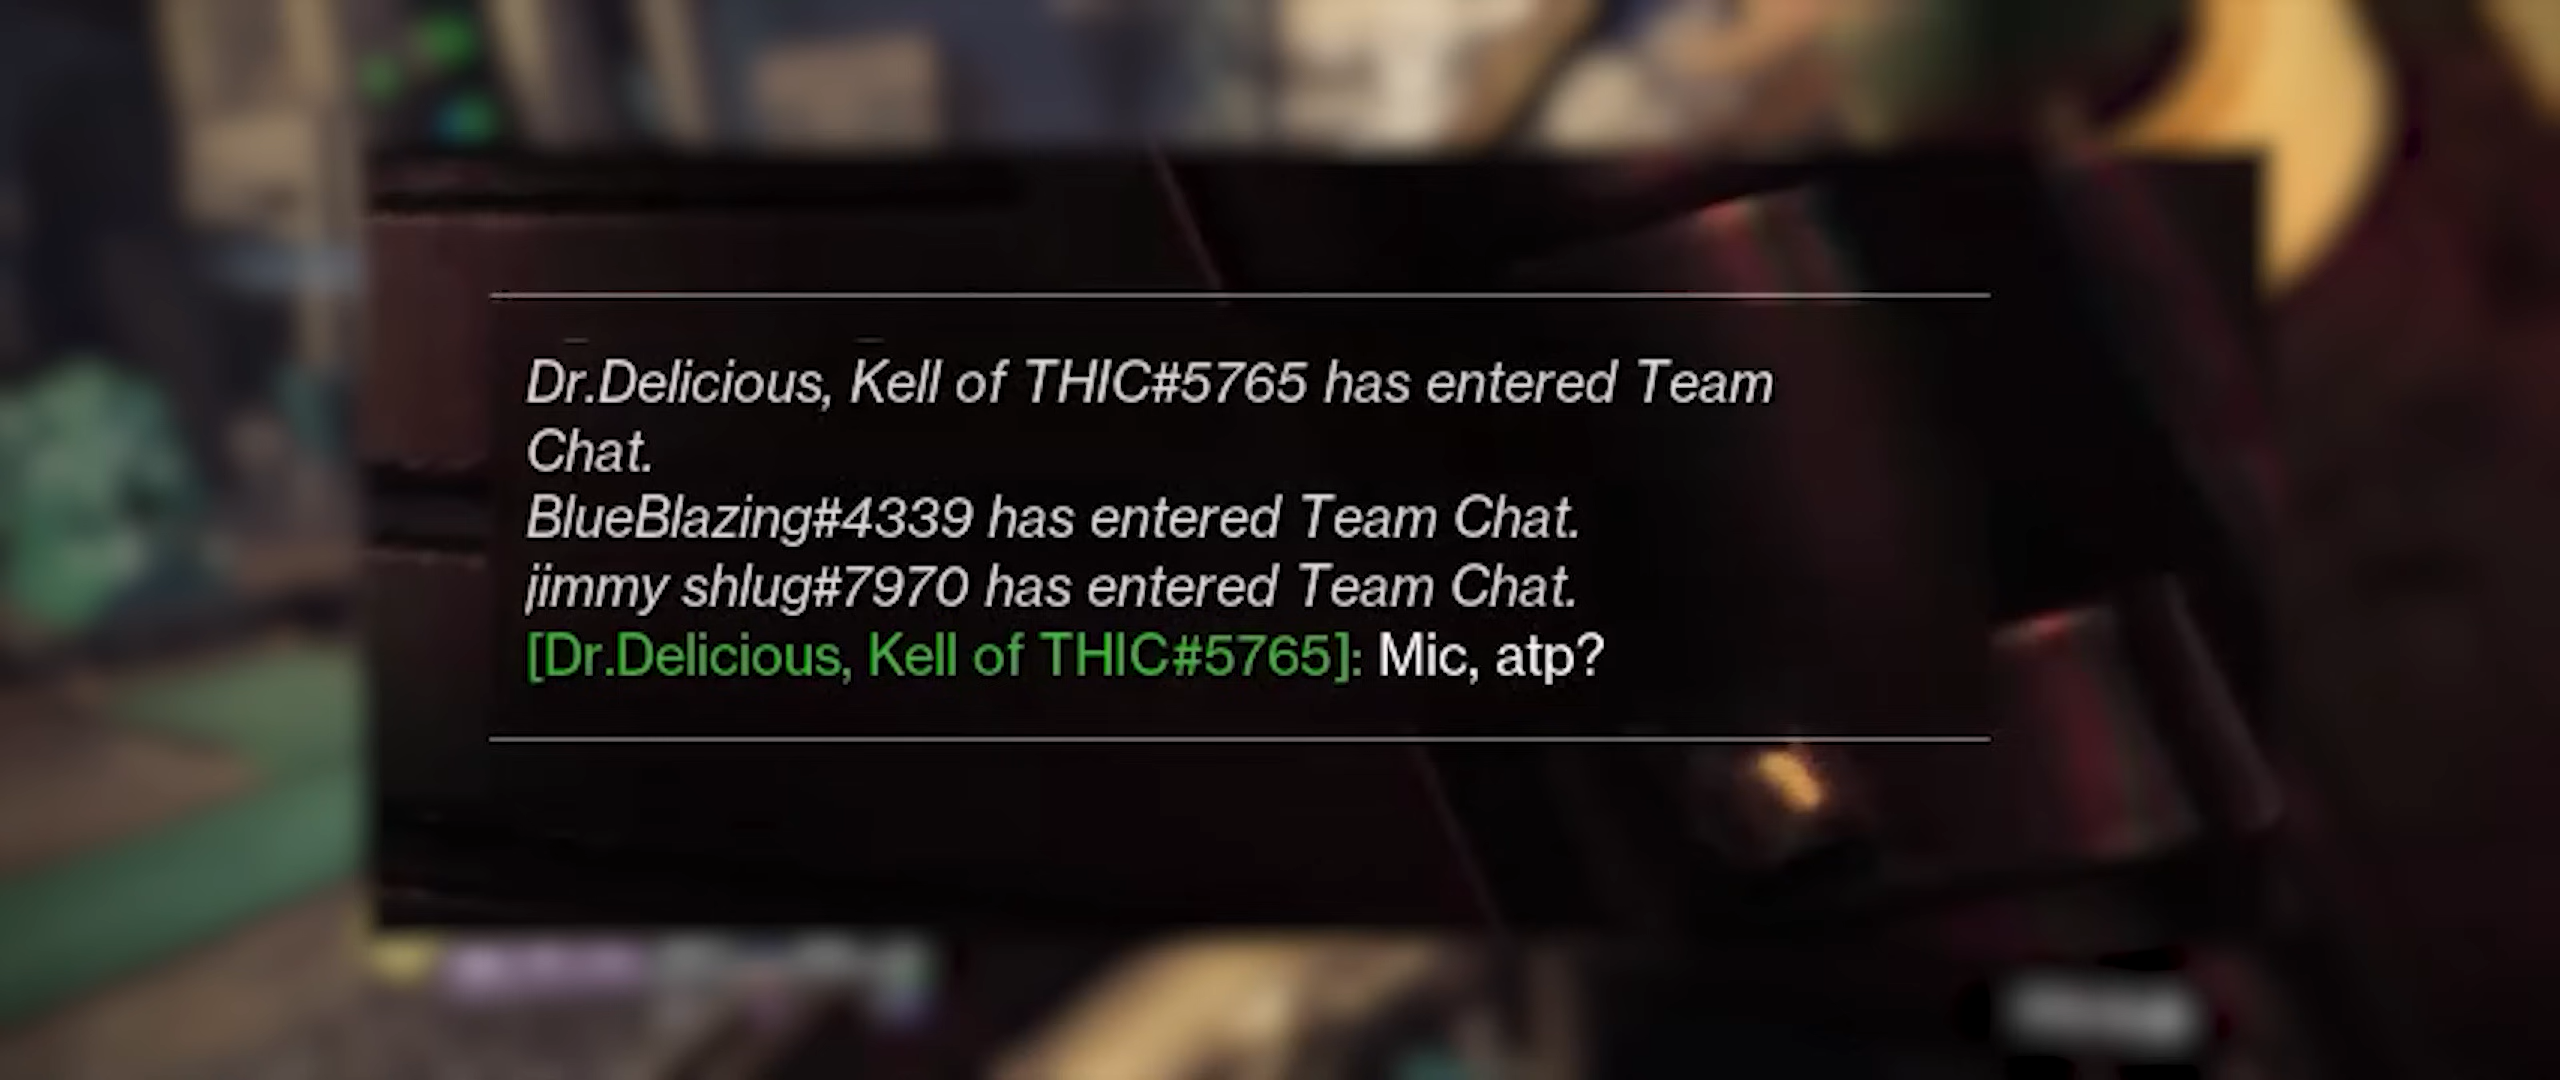 Dr.Delicious, Kell of THIC#5765 has entered Team
Chat.
BlueBlazing#4339 has entered Team Chat.
jimmy shlug#7970 has entered Team Chat.
[Dr.Delicious, Kell of THIC#5765]: Mic, atp?